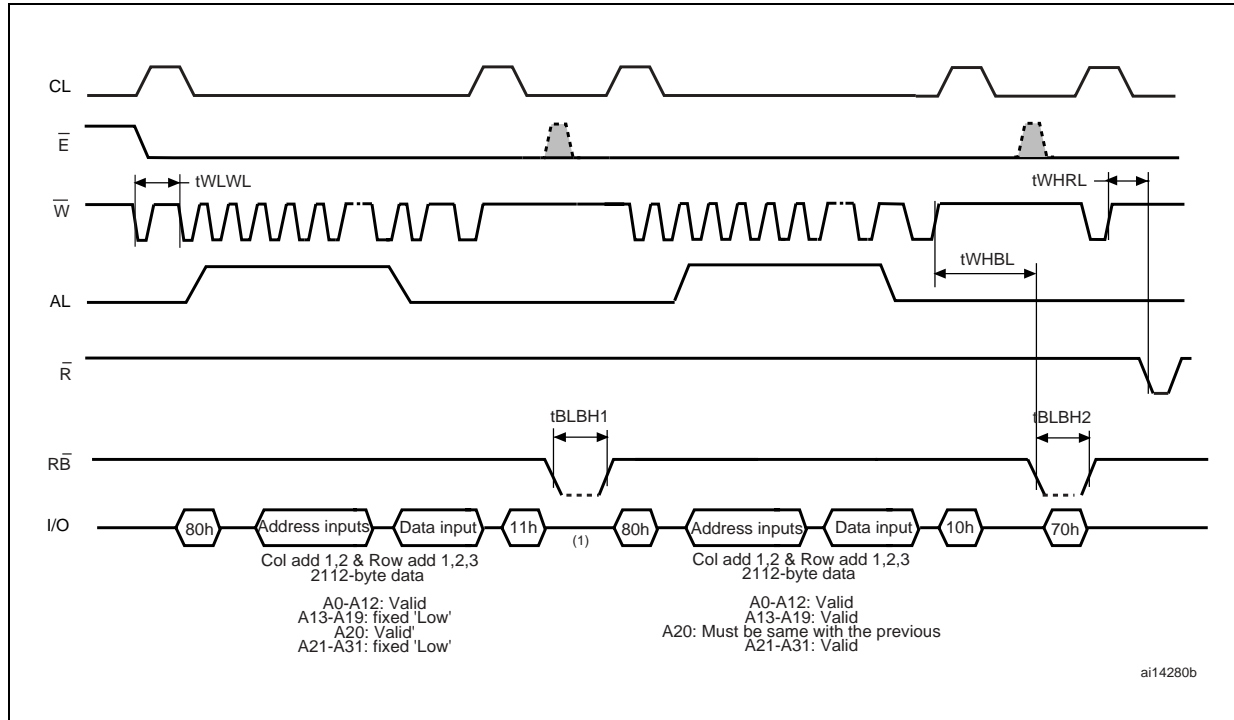 CL
E
tWLWL
tWHRL
W
tWHBL
AL
R
tBLBH1
tBLBH2
RB
I/O
80h
Address inputs
Data input
11h
(1)
80h
Address inputs
Data input
10h
70h
Col add 1,2 & Row add 1,2,3
2112-byte data
A0-A12: Valid
A13-A19: fixed 'Low'
A20: Valid'
A21-A31: fixed 'Low'
Col add 1,2 & Row add 1,2,3
2112-byte data
A0-A12: Valid
A13-A19: Valid
A20: Must be same with the previous
A21-A31: Valid
ai14280b